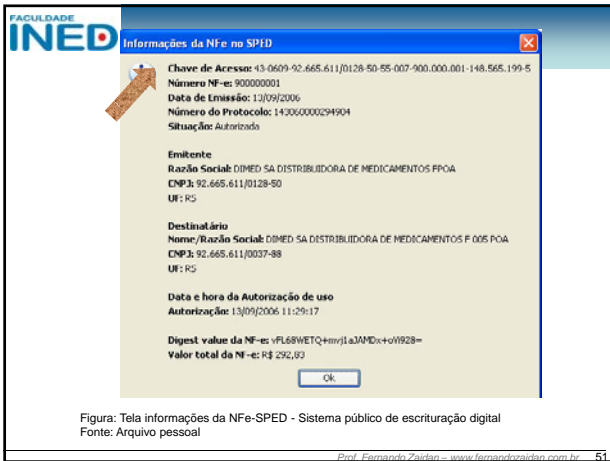 FACULDADE
INED
Informações da NFe no SPED
Chave de Acesso: 43-0609-92.665.611/0128-50-55-007-900.000.001-148.565.199-5
Número NF-e: 900000001
Data de Emissão: 13/09/2006
Número do Protocolo: 143060000294904
Situação: Autorizada
Emitente
Razão Social: DIMED SA DISTRIBUIDORA DE MEDICAMENTOS FPOA
CNPJ: 92.665.611/0128-50
UF: RS
Destinatário
Nome/Razão Social: DIMED SA DISTRIBUIDORA DE MEDICAMENTOS F 005 POA
CNPJ: 92.665.611/0037-88
UF: RS
Data e hora da Autorização de uso
Autorização: 13/09/2006 11:29:17
Digest value da NF-e:
Valor total da NF-e: R$ 292,83
Ok
Figura: Tela informações da NFe-SPED - Sistema público de escrituração digital
Fonte: Arquivo pessoal
Prof. Fernando Zaidan – www.fernandozaidan.com.br 51